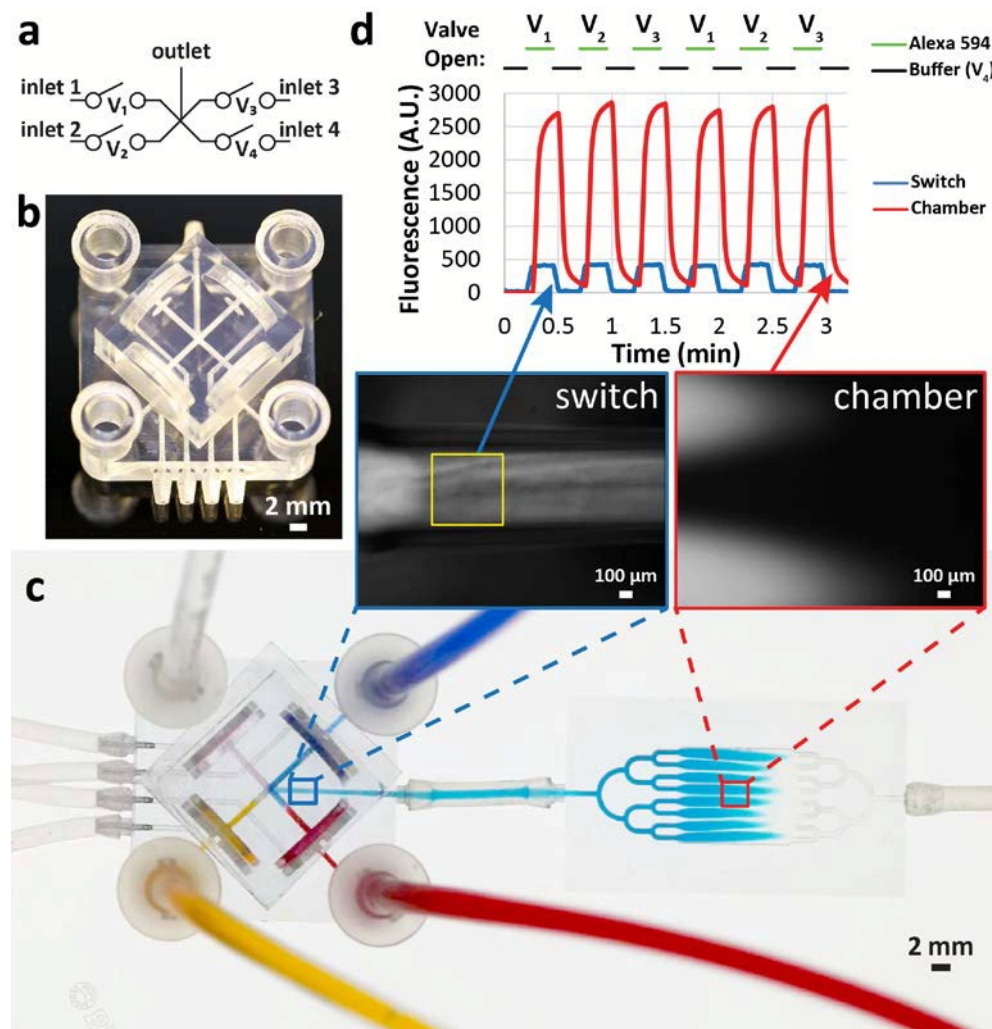 a
outlet
inlet 1
V1
V3
inlet 3
inlet 2
V2
V4
inlet 4
b
2 mm
d
Valve
Open:
V1 V2 V3 V1 V2 V3
Alexa 594
Buffer (V4)
Fluorescence (A.U.)
3000
2500
2000
1500
1000
500
0
0 0.5 1 1.5 2 2.5 3
Time (min)
Switch
Chamber
switch
100 µm
chamber
100 µm
c
2 mm